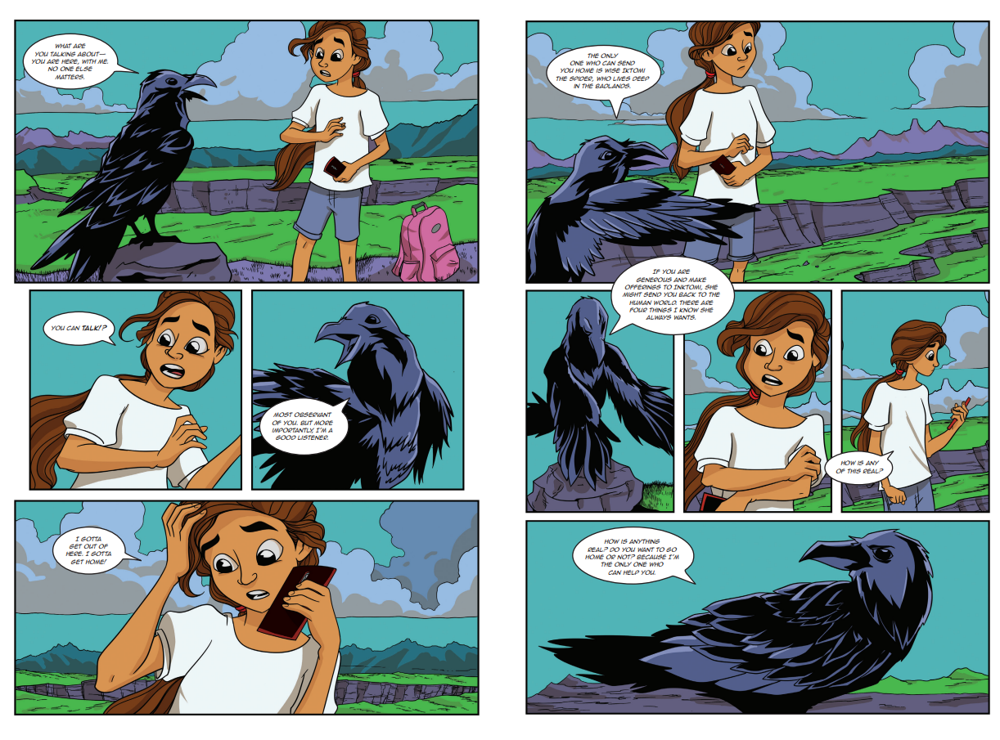 WHAT ARE
YOU TALKING ABOUT—
YOU ARE HERE, WITH ME.
NO ONE ELSE
MATTERS.
YOU CAN TALK!?
MOST OBSERVANT
OF YOU. BUT MORE
IMPORTANTLY, I'M A
GOOD LISTENER.
I GOTTA
GET OUT OF
HERE. I GOTTA
GET HOME!
THE ONLY
ONE WHO CAN SEND
YOU HOME IS WISE IKTOMI
THE SPIDER, WHO LIVES DEEP
IN THE BADLANDS.
IF YOU ARE
GENEROUS AND MAKE
OFFERINGS TO INKTOMI, SHE
MIGHT SEND YOU BACK TO THE
HUMAN WORLD. THERE ARE
FOUR THINGS I KNOW SHE
ALWAYS WANTS.
HOW IS ANY
OF THIS REAL?
HOW IS ANYTHING
REAL? DO YOU WANT TO GO
HOME OR NOT? BECAUSE I'M
THE ONLY ONE WHO
CAN HELP YOU.